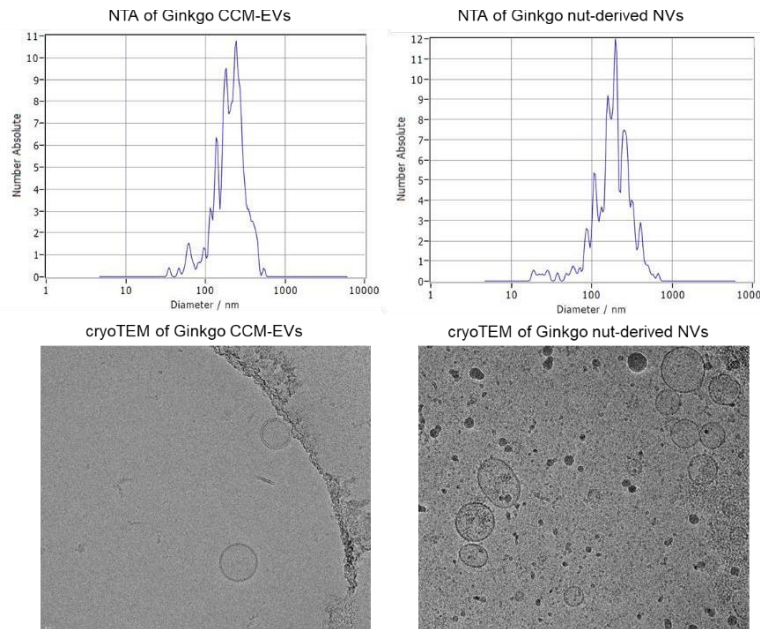 NTA of Ginkgo CCM-EVs
NTA of Ginkgo nut-derived NVs
Number Absolute
11
10
9
8
7
6
5
4
3
2
1
0
1 10 100 1000 10000
Diameter / nm
Number Absolute
12
11
10
9
8
7
6
5
4
3
2
1
0
1 10 100 1000 1000
Diameter / nm
cryoTEM of Ginkgo CCM-EVs
cryoTEM of Ginkgo nut-derived NVs